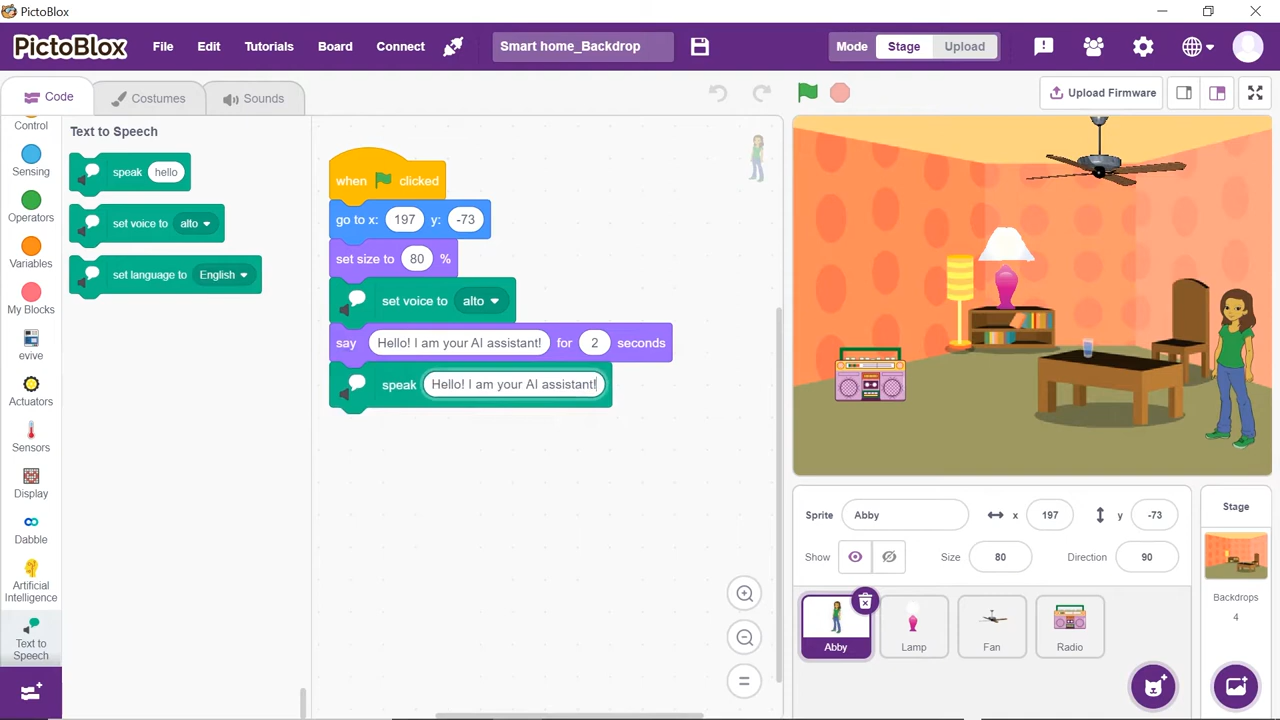 PictoBlox
PictoBlox File Edit Tutorials Board Connect Smart home_Backdrop Mode Stage Upload
Code Costumes Sounds Upload Firmware
Control
Sensing
Operators
Variables
My Blocks
evive
Actuators
Sensors
Display
Dabble
Artificial
Intelligence
Text to
Speech
Text to Speech
speak hello
set voice to alto
set language to English
when clicked
go to x: 197 y: -73
set size to 80 %
set voice to alto
say Hello! I am your AI assistant! for 2 seconds
speak Hello! I am your AI assistant!
Sprite Abby x 197 y -73
Show Size 80 Direction 90
Abby Lamp Fan Radio
Stage
Backdrops
4